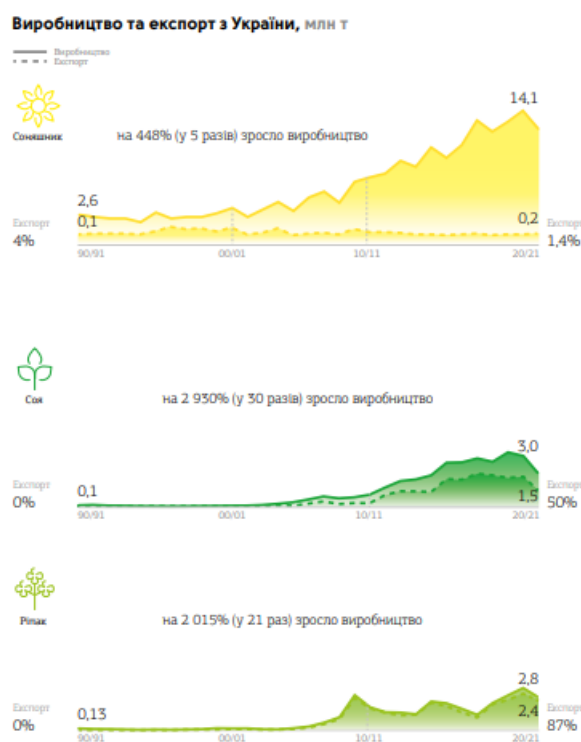 Виробництво та експорт з України, млн т
Виробництво
Експорт
Соняшник
на 448% (у 5 разів) зросло виробництво
14,1
2,6
0,1
0,2
Експорт
4%
Експорт
1,4%
90/91 00/01 10/11 20/21
Соя
на 2 930% (у 30 разів) зросло виробництво
3,0
0,1
1,5
Експорт
0%
Експорт
50%
90/91 00/01 10/11 20/21
Ріпак
на 2 015% (у 21 раз) зросло виробництво
2,8
0,13
2,4
Експорт
0%
Експорт
87%
90/91 00/01 10/11 20/21